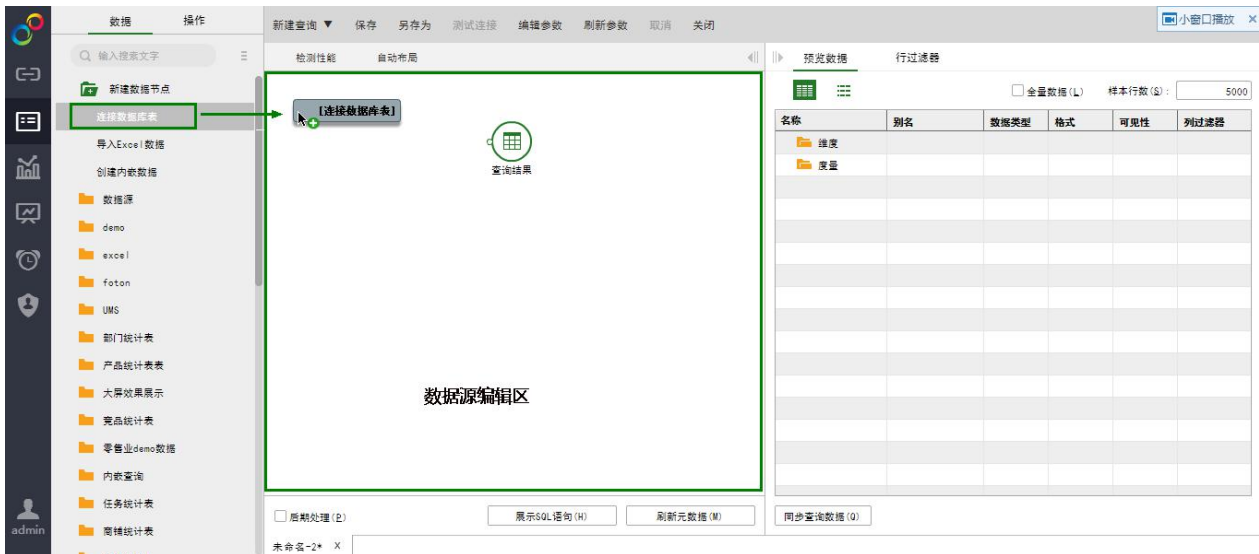 数据 操作
新建查询 ▼ 保存 另存为 测试连接 编辑参数 刷新参数 取消 关闭
小窗口播放 ×
输入搜索文字
检测性能 自动布局
预览数据 行过滤器
新建数据节点
全量数据(L) 样本行数(S): 5000
连接数据库表
[连接数据库表]
名称 别名 数据类型 格式 可见性 列过滤器
导入Excel数据
维度
创建内嵌数据
查询结果
度量
数据源
demo
excel
foton
UMS
部门统计表
产品统计表表
大屏效果展示
数据源编辑区
竞品统计表
零售业demo数据
内嵌查询
任务统计表
后期处理(P) 展示SQL语句(H) 刷新元数据(M) 同步查询数据(Q)
admin
商铺统计表
未命名-2* X